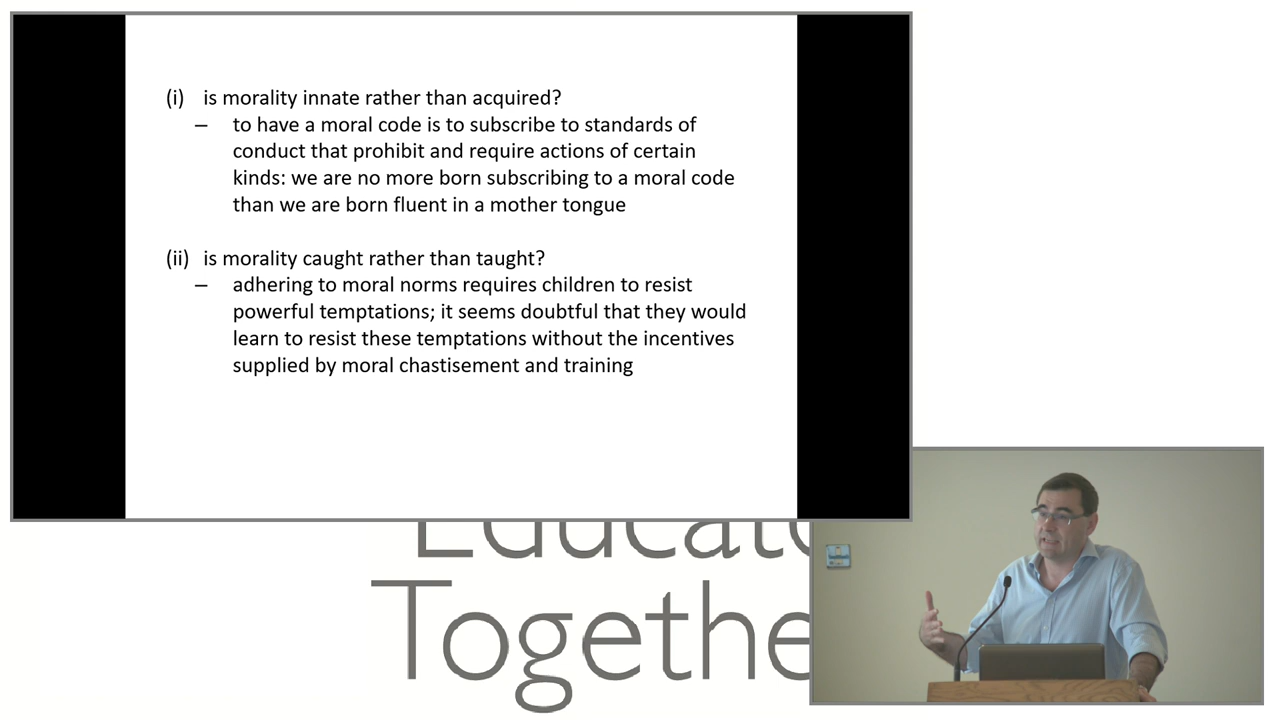 (i) is morality innate rather than acquired?
– to have a moral code is to subscribe to standards of
conduct that prohibit and require actions of certain
kinds: we are no more born subscribing to a moral code
than we are born fluent in a mother tongue
(ii) is morality caught rather than taught?
– adhering to moral norms requires children to resist
powerful temptations; it seems doubtful that they would
learn to resist these temptations without the incentives
supplied by moral chastisement and training
Educat
Togethe